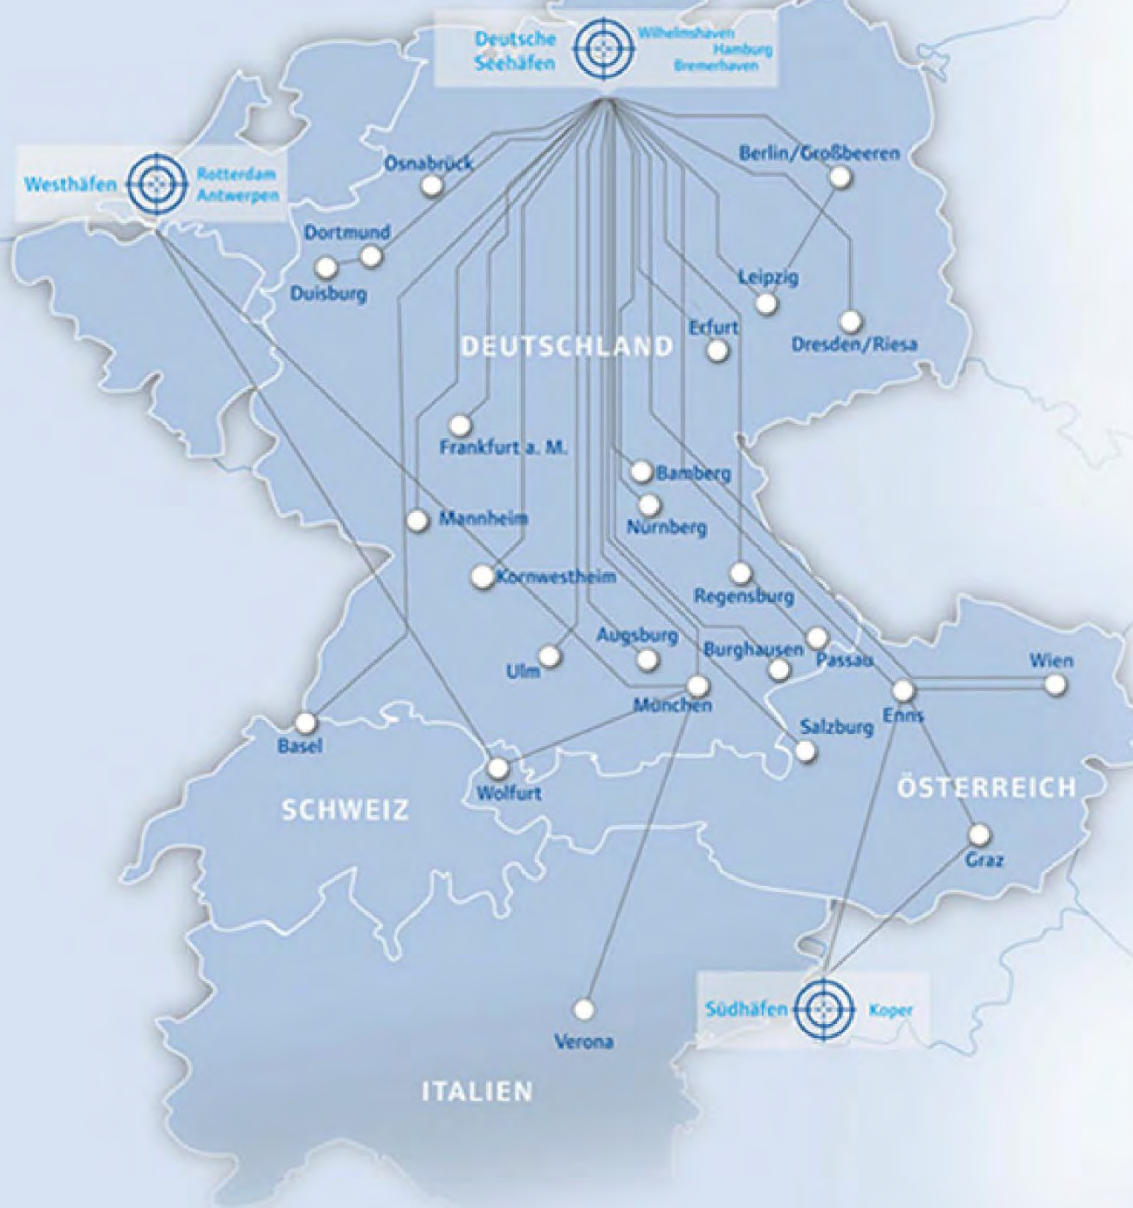 Deutsche
Seehäfen
Wilhelmshaven
Hamburg
Bremerhaven
Westhäfen
Rotterdam
Antwerpen
Osnabrück
Berlin/Großbeeren
Dortmund
Duisburg
Leipzig
Erfurt
Dresden/Riesa
DEUTSCHLAND
Frankfurt a. M.
Bamberg
Mannheim
Nürnberg
Kornwestheim
Regensburg
Augsburg
Burghausen
Passau
Ulm
Wien
München
Enns
Salzburg
Basel
Wolfurt
ÖSTERREICH
SCHWEIZ
Graz
Südhäfen
Koper
Verona
ITALIEN